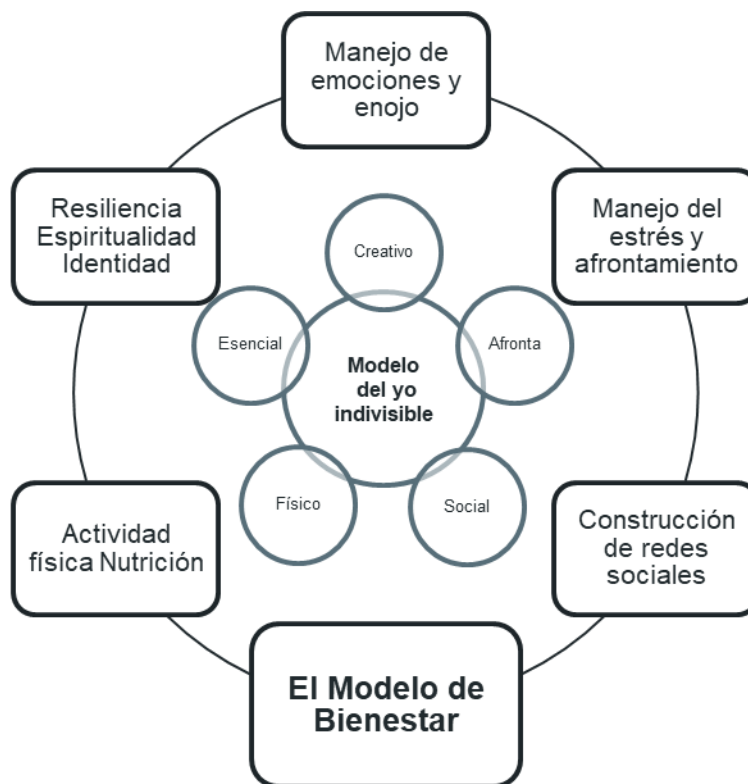 Manejo de
emociones y
enojo
Resiliencia
Espiritualidad
Identidad
Manejo del
estrés y
afrontamiento
Creativo
Esencial
Afronta
Modelo
del yo
indivisible
Físico
Social
Actividad
física Nutrición
Construcción
de redes
sociales
El Modelo de
Bienestar